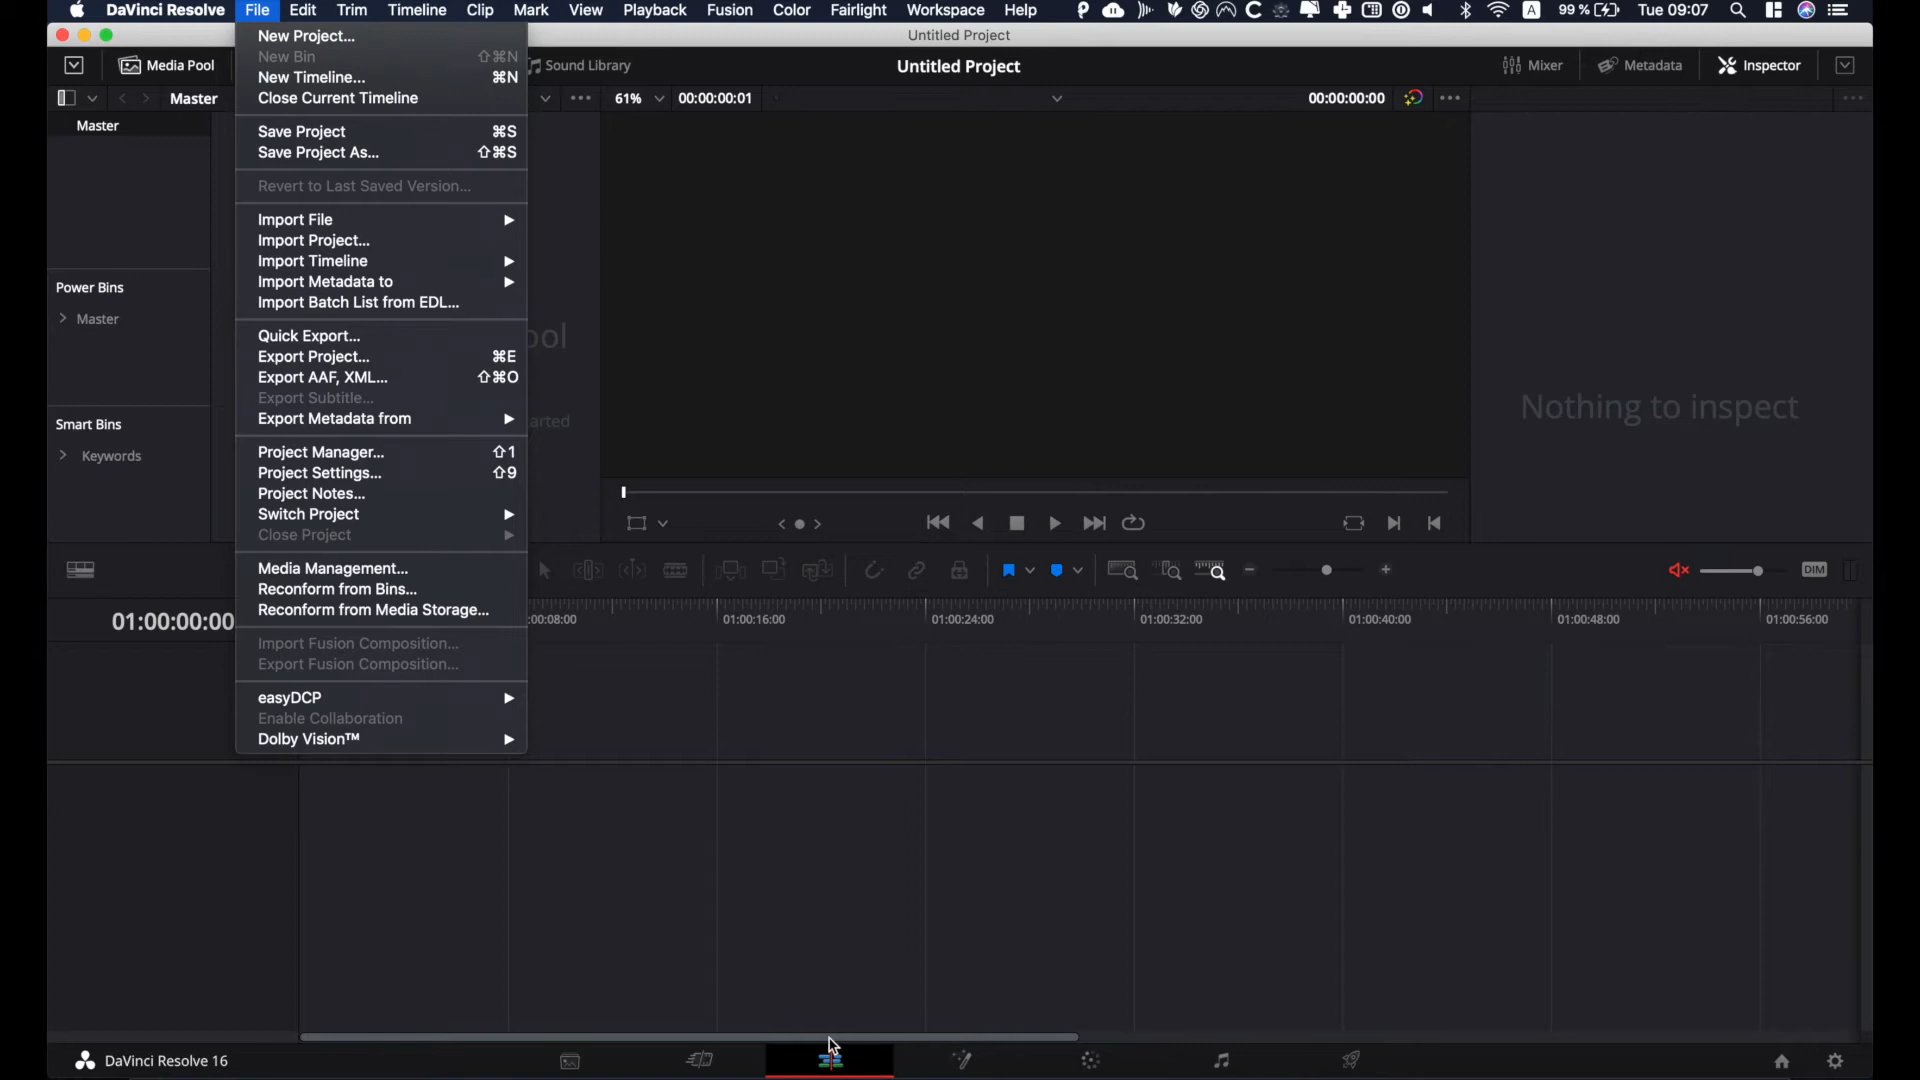 DaVinci Resolve File Edit Trim Timeline Clip Mark View Playback Fusion Color Fairlight Workspace Help A 99% Tue 09:07
Untitled Project
Media Pool Sound Library Untitled Project Mixer Metadata Inspector
Master 61% 00:00:00:01 00:00:00:00
New Project...
New Bin ⇧⌘N
New Timeline... ⌘N
Close Current Timeline
Save Project ⌘S
Save Project As... ⇧⌘S
Revert to Last Saved Version...
Import File
Import Project...
Import Timeline
Import Metadata to
Import Batch List from EDL...
Quick Export...
Export Project... ⌘E
Export AAF, XML... ⇧⌘O
Export Subtitle...
Export Metadata from
Project Manager... ⇧1
Project Settings... ⇧9
Project Notes...
Switch Project
Close Project
Media Management...
Reconform from Bins...
Reconform from Media Storage...
Import Fusion Composition...
Export Fusion Composition...
easyDCP
Enable Collaboration
Dolby Vision™
Master
Power Bins
Master
Smart Bins
Keywords
ool
arted
Nothing to inspect
DIM
01:00:00:00 :00:08:00 01:00:16:00 01:00:24:00 01:00:32:00 01:00:40:00 01:00:48:00 01:00:56:00
DaVinci Resolve 16